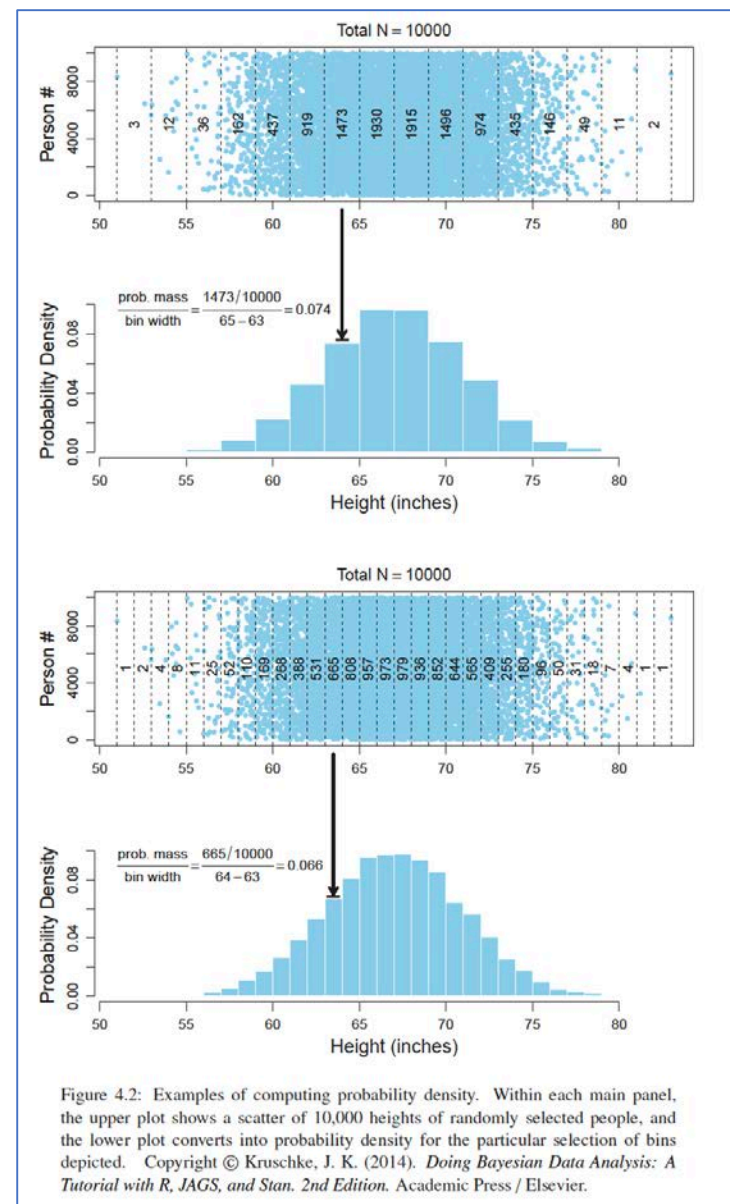 Total N = 10000
Person #
8000
4000
0
3 12 36 162 437 919 1473 1930 1915 1496 974 435 146 49 11 2
50 55 60 65 70 75 80
prob. mass / bin width = 1473/10000 / 65 − 63 = 0.074
Probability Density
0.08
0.04
0.00
50 55 60 65 70 75 80
Height (inches)
Total N = 10000
Person #
8000
4000
0
1 2 4 8 11 25 52 110 169 268 388 531 665 808 957 973 979 936 852 644 565 409 255 180 96 50 31 18 7 4 1 1
50 55 60 65 70 75 80
prob. mass / bin width = 665/10000 / 64 − 63 = 0.066
Probability Density
0.08
0.04
0.00
50 55 60 65 70 75 80
Height (inches)
Figure 4.2: Examples of computing probability density. Within each main panel,
the upper plot shows a scatter of 10,000 heights of randomly selected people, and
the lower plot converts into probability density for the particular selection of bins
depicted. Copyright © Kruschke, J. K. (2014). Doing Bayesian Data Analysis: A
Tutorial with R, JAGS, and Stan. 2nd Edition. Academic Press / Elsevier.